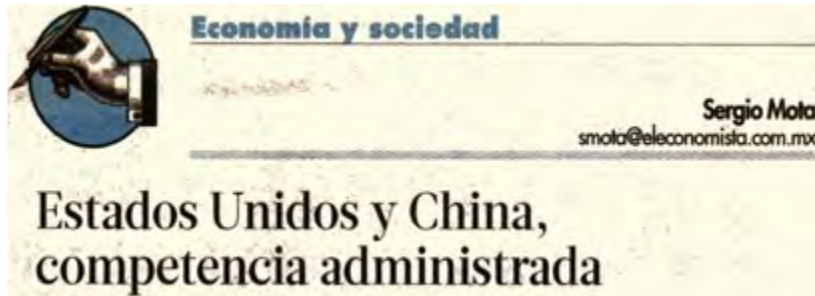 Economía y sociedad
Sergio Mota
smota@eleconomista.com.mx
Estados Unidos y China,
competencia administrada